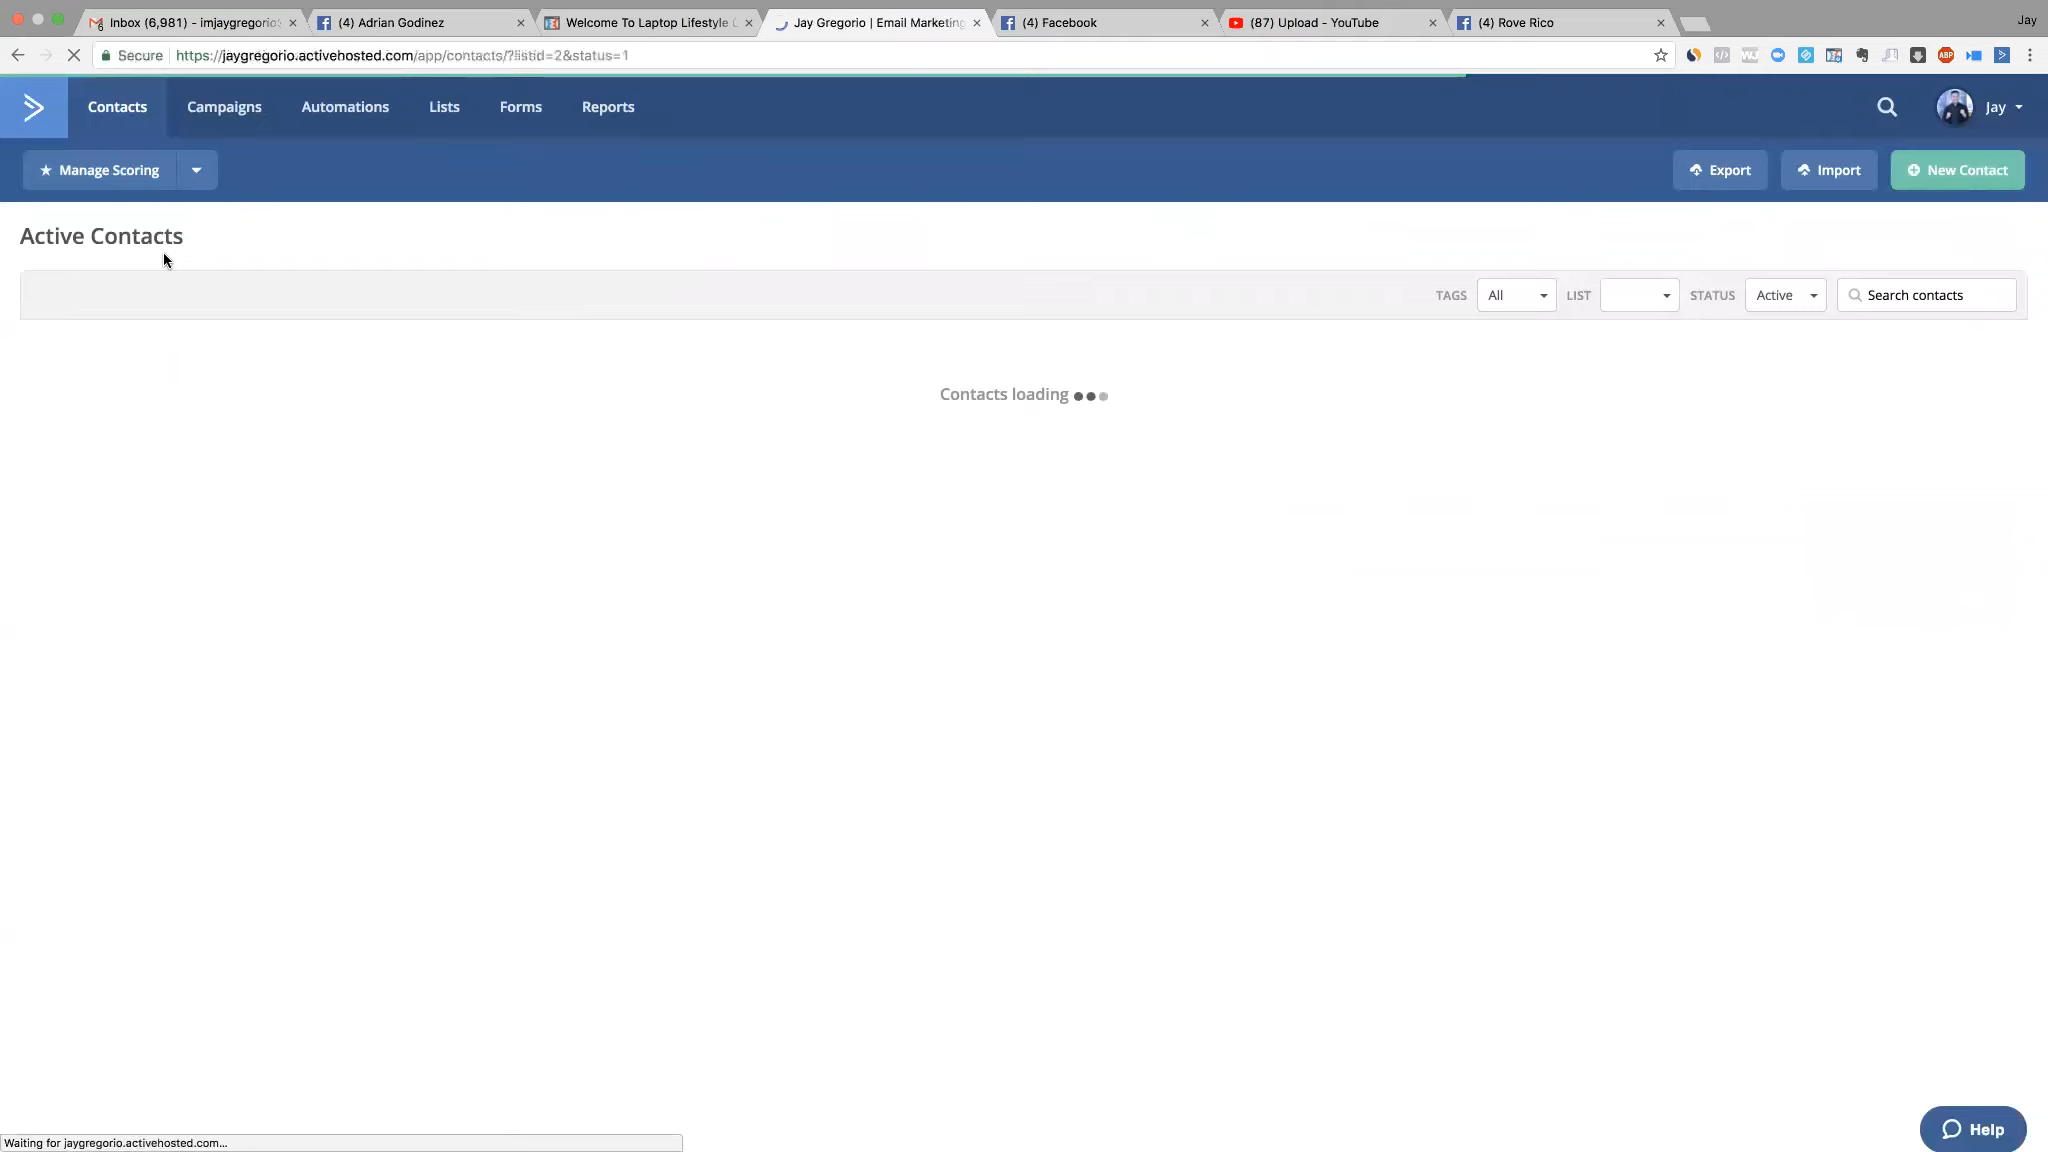 Inbox (6,981) - imjaygregorio
(4) Adrian Godinez
Welcome To Laptop Lifestyle
Jay Gregorio | Email Marketing
(4) Facebook
(87) Upload - YouTube
(4) Rove Rico
Jay
Secure
https://jaygregorio.activehosted.com/app/contacts/?listid=2&status=1
ABP
Contacts
Campaigns
Automations
Lists
Forms
Reports
Jay
Manage Scoring
Export
Import
New Contact
Active Contacts
TAGS
All
LIST
STATUS
Active
Search contacts
Contacts loading
Help
Waiting for jaygregorio.activehosted.com...